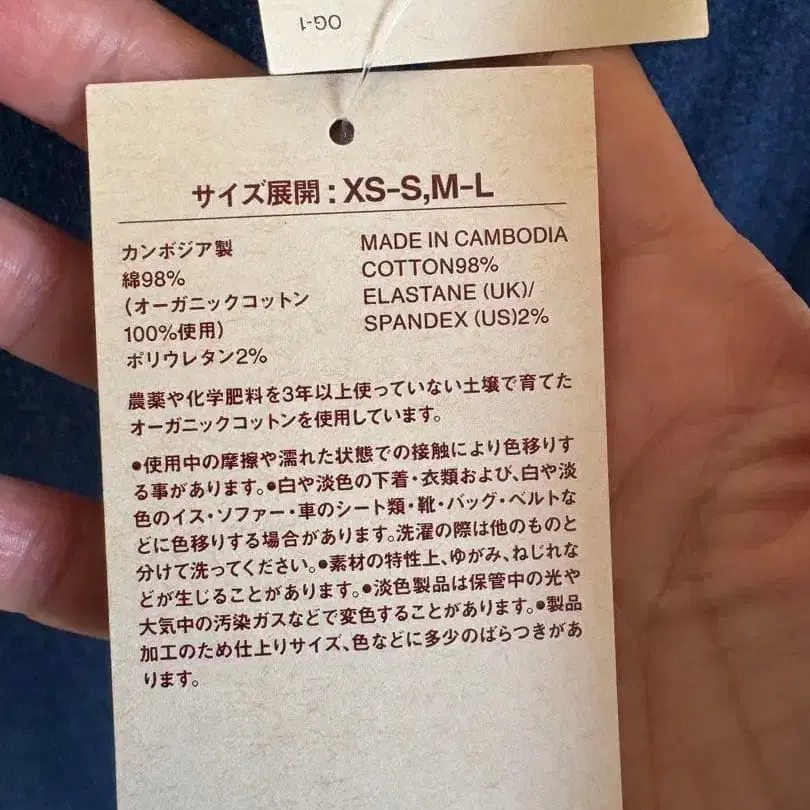 OG-1
サイズ展開:XS-S,M-L
カンボジア製
綿98%
(オーガニックコットン
100%使用)
ポリウレタン2%
MADE IN CAMBODIA
COTTON98%
ELASTANE (UK)/
SPANDEX (US)2%
農薬や化学肥料を3年以上使っていない土壌で育てた
オーガニックコットンを使用しています。
●使用中の摩擦や濡れた状態での接触により色移りす
る事があります。●白や淡色の下着・衣類および、白や淡
色のイス・ソファー・車のシート類・靴・バッグ・ベルトな
どに色移りする場合があります。洗濯の際は他のものと
分けて洗ってください。●素材の特性上、ゆがみ、ねじれな
どが生じることがあります。●淡色製品は保管中の光や
大気中の汚染ガスなどで変色することがあります。●製品
加工のため仕上りサイズ、色などに多少のばらつきがあ
ります。